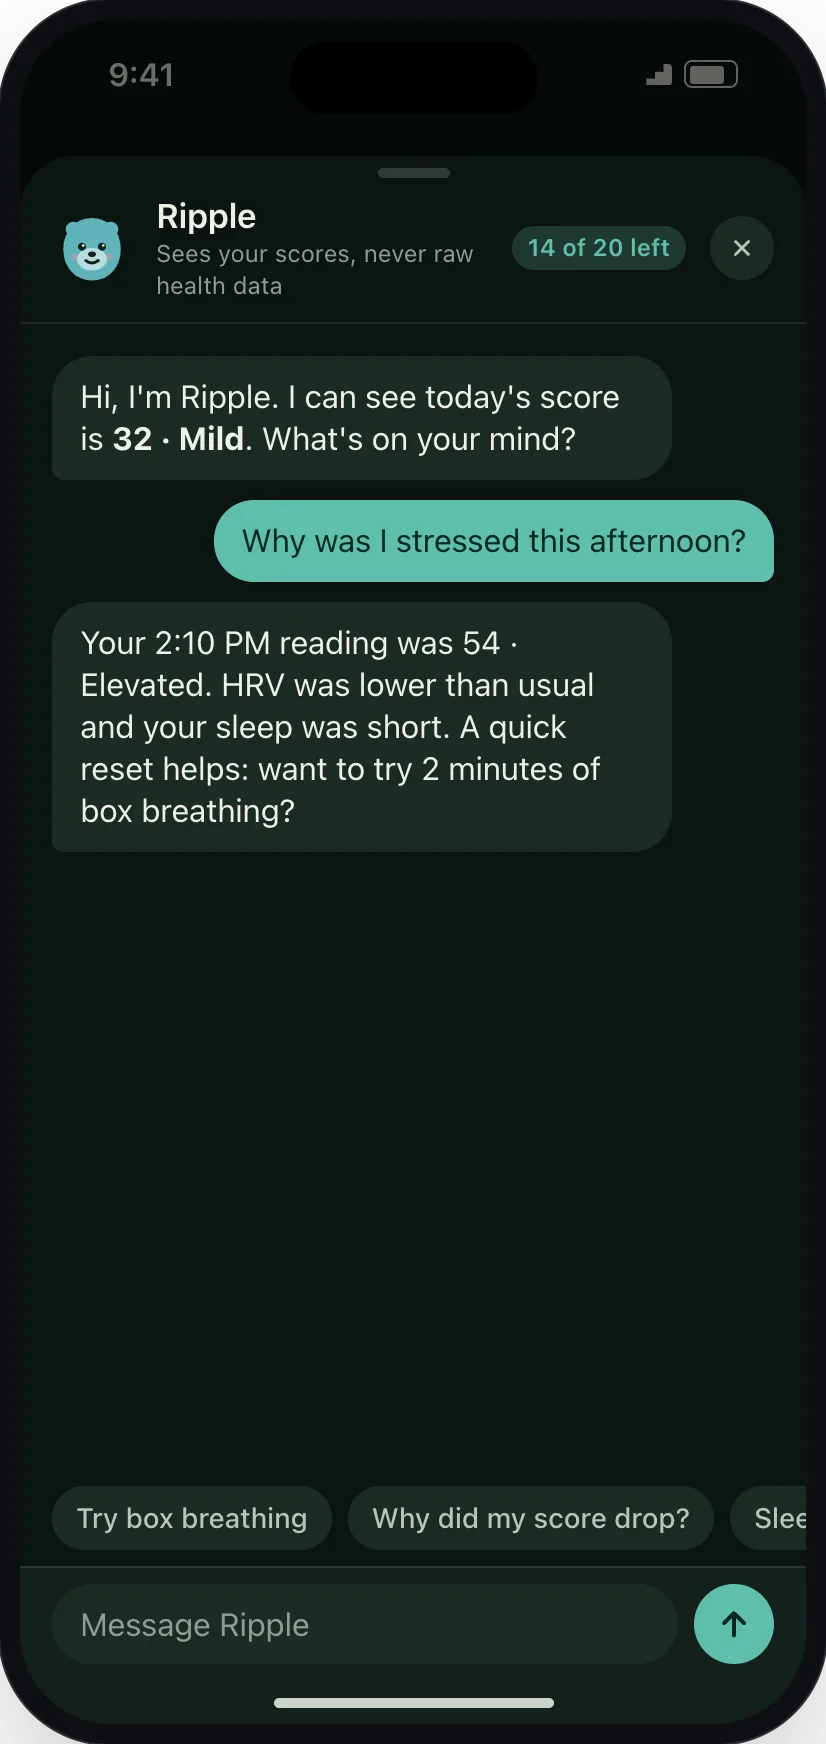 9:41
Ripple
Sees your scores, never raw
health data
14 of 20 left
Hi, I'm Ripple. I can see today's score
is 32 · Mild. What's on your mind?
Why was I stressed this afternoon?
Your 2:10 PM reading was 54 ·
Elevated. HRV was lower than usual
and your sleep was short. A quick
reset helps: want to try 2 minutes of
box breathing?
Try box breathing
Why did my score drop?
Message Ripple